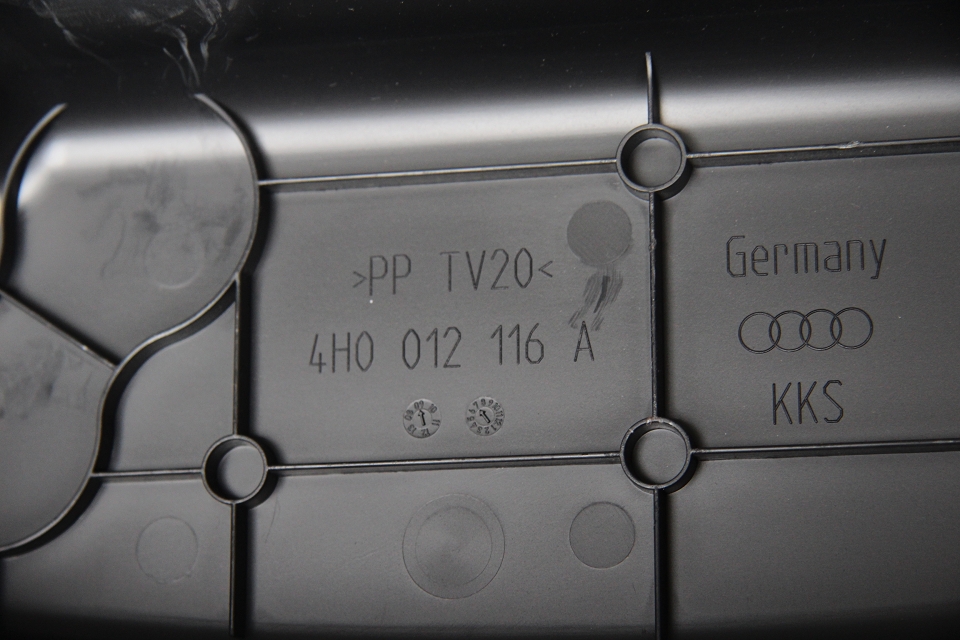 >PP TV20<
4H0 012 116 A
Germany
KKS